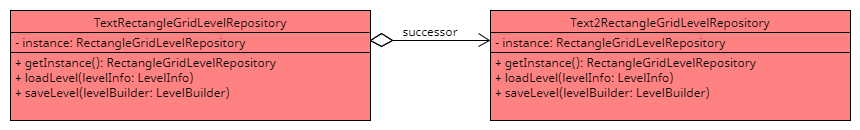 TextRectangleGridLevelRepository
- instance: RectangleGridLevelRepository
+ getInstance(): RectangleGridLevelRepository
+ loadLevel(levelInfo: LevelInfo)
+ saveLevel(levelBuilder: LevelBuilder)
successor
Text2RectangleGridLevelRepository
- instance: RectangleGridLevelRepository
+ getInstance(): RectangleGridLevelRepository
+ loadLevel(levelInfo: LevelInfo)
+ saveLevel(levelBuilder: LevelBuilder)